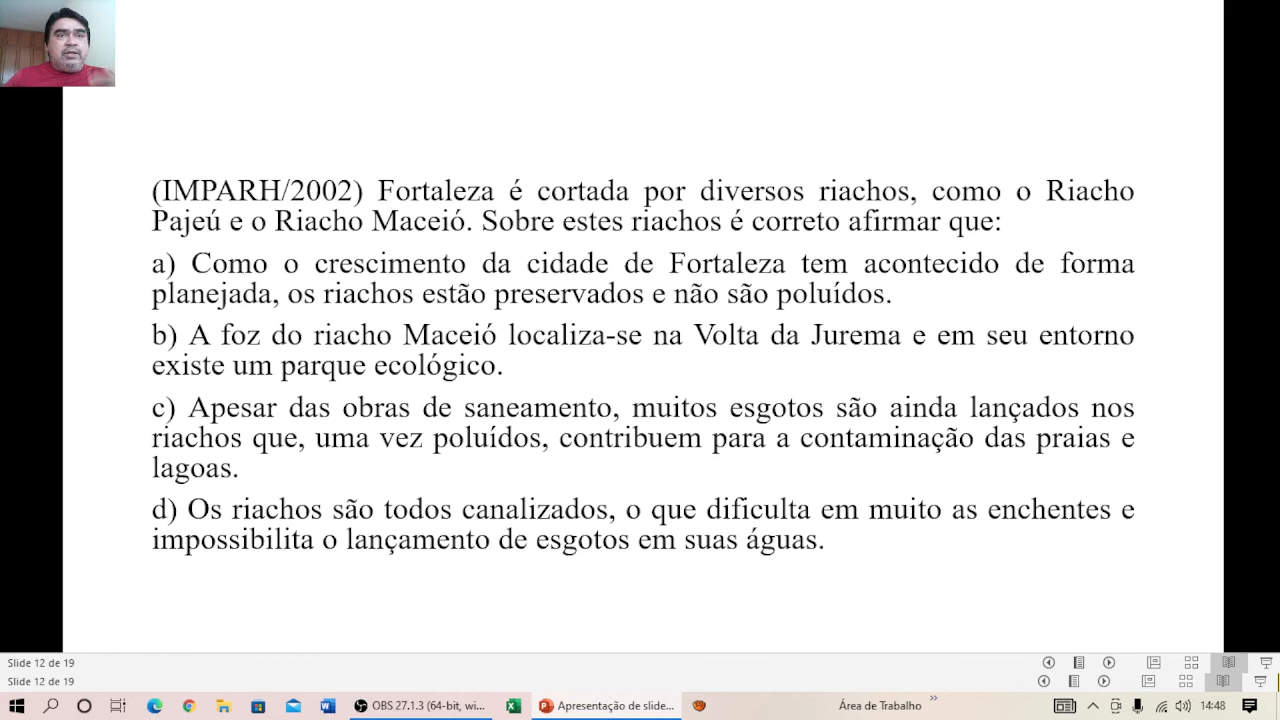 (IMPARH/2002) Fortaleza é cortada por diversos riachos, como o Riacho
Pajeú e o Riacho Maceió. Sobre estes riachos é correto afirmar que:
a) Como o crescimento da cidade de Fortaleza tem acontecido de forma
planejada, os riachos estão preservados e não são poluídos.
b) A foz do riacho Maceió localiza-se na Volta da Jurema e em seu entorno
existe um parque ecológico.
c) Apesar das obras de saneamento, muitos esgotos são ainda lançados nos
riachos que, uma vez poluídos, contribuem para a contaminação das praias e
lagoas.
d) Os riachos são todos canalizados, o que dificulta em muito as enchentes e
impossibilita o lançamento de esgotos em suas águas.
Slide 12 de 19
Slide 12 de 19
OBS 27.1.3 (64-bit, wi...
Apresentação de slide...
Área de Trabalho
14:48